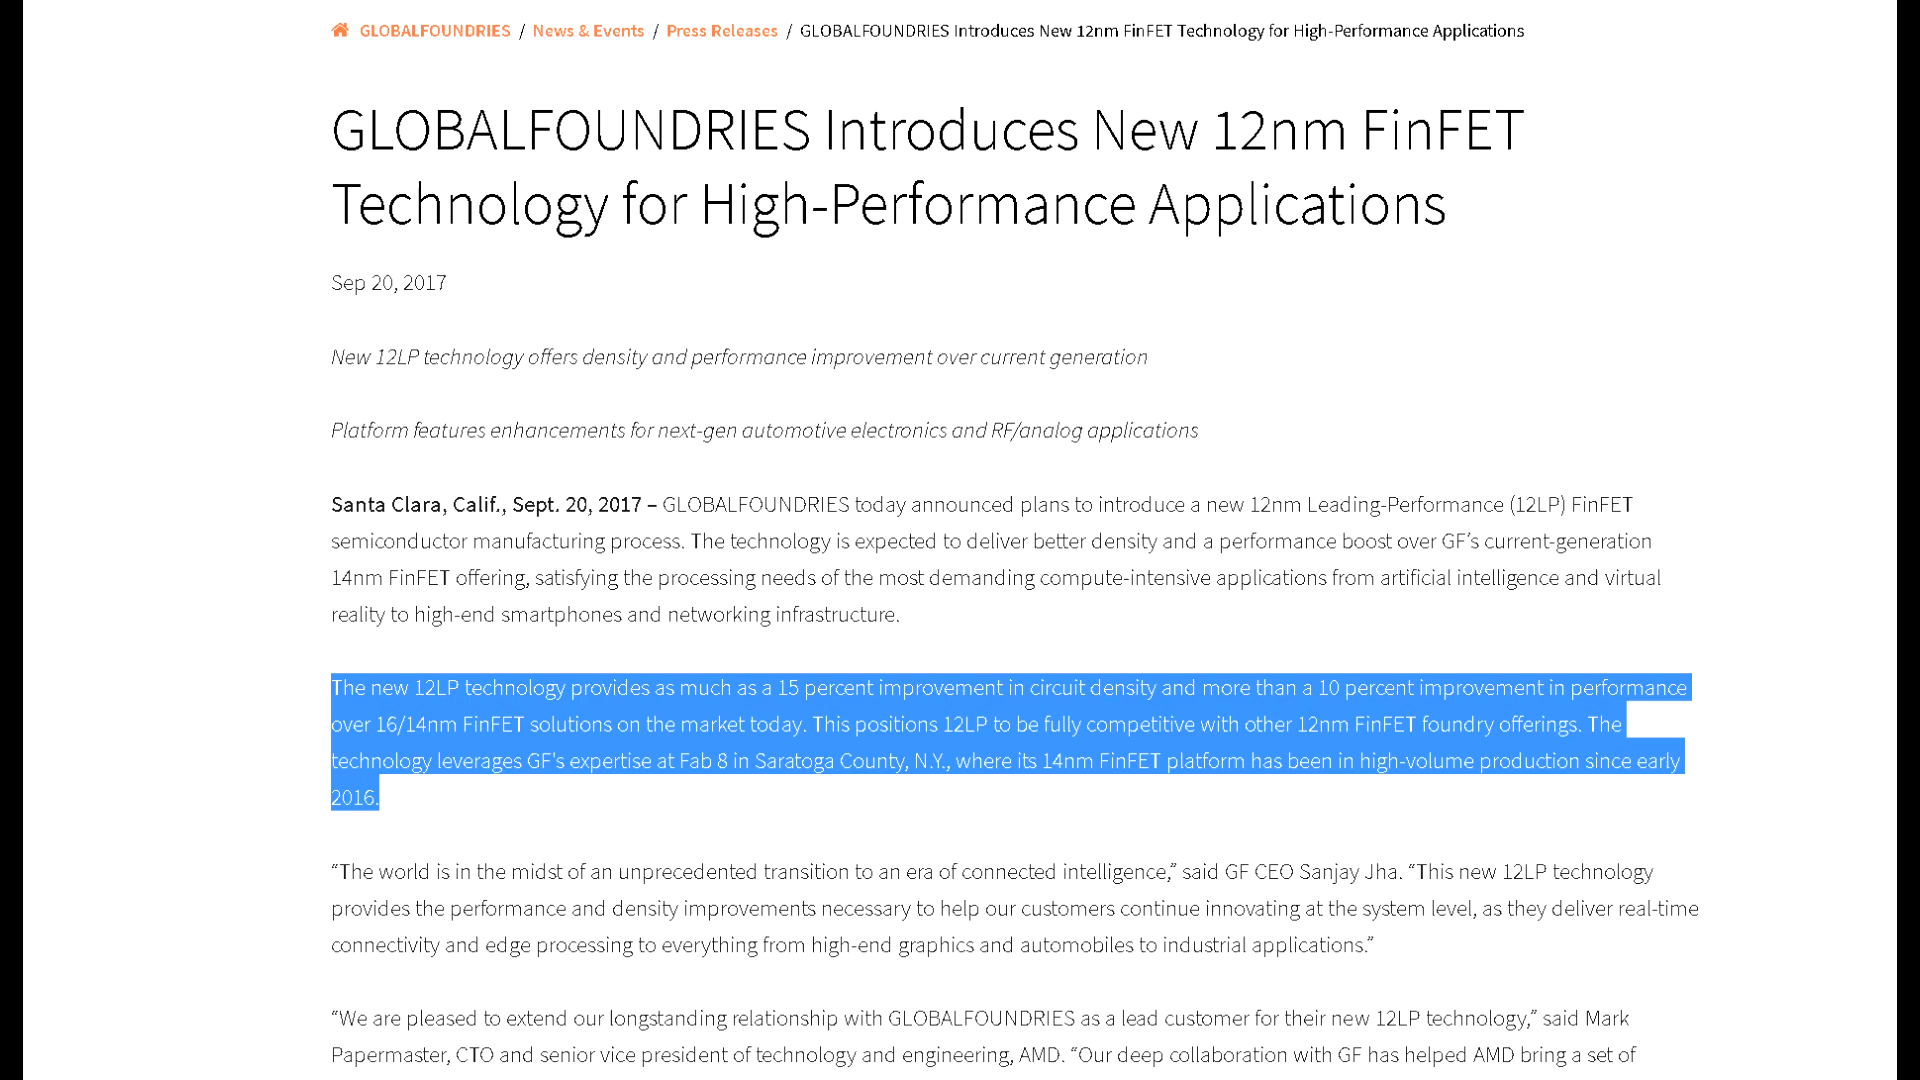 GLOBALFOUNDRIES / News & Events / Press Releases / GLOBALFOUNDRIES Introduces New 12nm FinFET Technology for High-Performance Applications
GLOBALFOUNDRIES Introduces New 12nm FinFET
Technology for High-Performance Applications
Sep 20, 2017
New 12LP technology offers density and performance improvement over current generation
Platform features enhancements for next-gen automotive electronics and RF/analog applications
Santa Clara, Calif., Sept. 20, 2017 – GLOBALFOUNDRIES today announced plans to introduce a new 12nm Leading-Performance (12LP) FinFET
semiconductor manufacturing process. The technology is expected to deliver better density and a performance boost over GF’s current-generation
14nm FinFET offering, satisfying the processing needs of the most demanding compute-intensive applications from artificial intelligence and virtual
reality to high-end smartphones and networking infrastructure.
The new 12LP technology provides as much as a 15 percent improvement in circuit density and more than a 10 percent improvement in performance
over 16/14nm FinFET solutions on the market today. This positions 12LP to be fully competitive with other 12nm FinFET foundry offerings. The
technology leverages GF's expertise at Fab 8 in Saratoga County, N.Y., where its 14nm FinFET platform has been in high-volume production since early
2016.
“The world is in the midst of an unprecedented transition to an era of connected intelligence,” said GF CEO Sanjay Jha. “This new 12LP technology
provides the performance and density improvements necessary to help our customers continue innovating at the system level, as they deliver real-time
connectivity and edge processing to everything from high-end graphics and automobiles to industrial applications.”
“We are pleased to extend our longstanding relationship with GLOBALFOUNDRIES as a lead customer for their new 12LP technology,” said Mark
Papermaster, CTO and senior vice president of technology and engineering, AMD. “Our deep collaboration with GF has helped AMD bring a set of